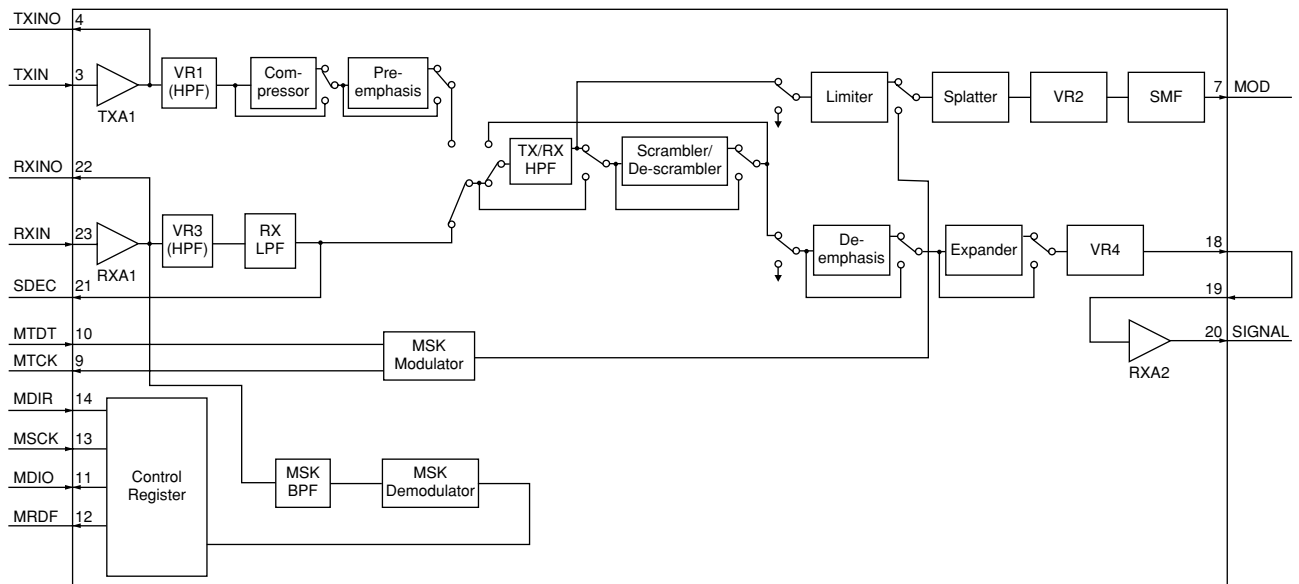 TXINO 4
TXIN 3
TXA1
VR1
(HPF)
Com-
pressor
Pre-
emphasis
RXINO 22
RXIN 23
RXA1
VR3
(HPF)
RX
LPF
SDEC 21
TX/RX
HPF
Scrambler/
De-scrambler
Limiter
Splatter
VR2
SMF
7 MOD
De-
emphasis
Expander
VR4
18
19
20 SIGNAL
RXA2
MTDT 10
MTCK 9
MSK
Modulator
MDIR 14
MSCK 13
MDIO 11
MRDF 12
Control
Register
MSK
BPF
MSK
Demodulator